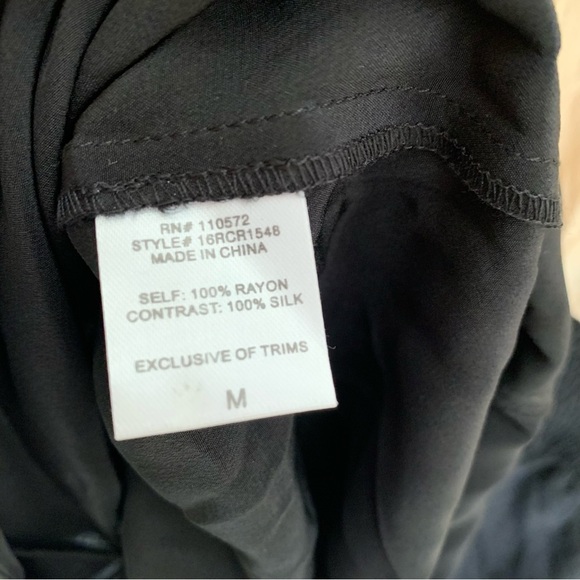 RN# 110572
STYLE# 16RCR1548
MADE IN CHINA
SELF: 100% RAYON
CONTRAST: 100% SILK
EXCLUSIVE OF TRIMS
M